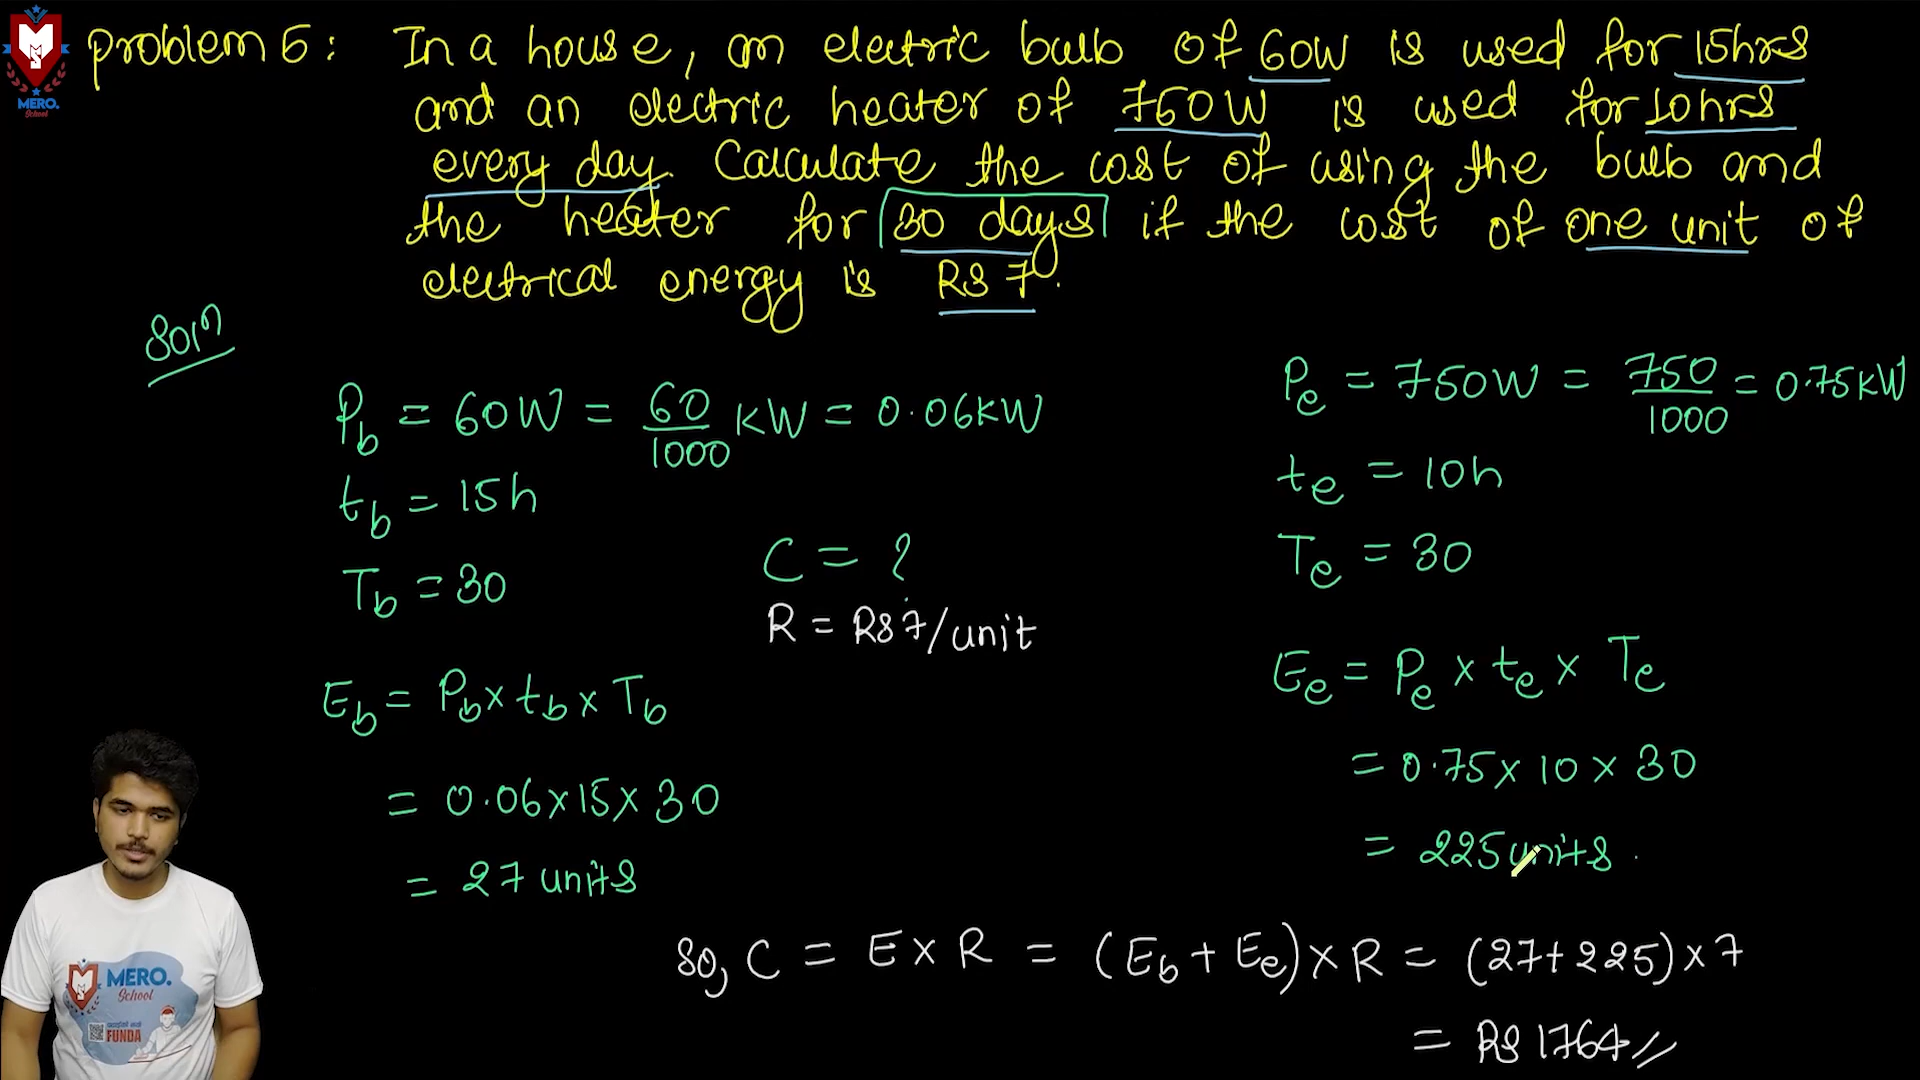 MERO.
School
problem 5: In a house, an electric bulb of 60W is used for 15hrs
and an electric heater of 750W is used for 10hrs
every day. Calculate the cost of using the bulb and
the heater for 30 days if the cost of one unit of
electrical energy is RS 7.
Soln
Pb = 60W = 60/1000 KW = 0.06KW
tb = 15h
Tb = 30
Eb = Pb x tb x Tb
= 0.06 x 15 x 30
= 27 units
C = ?
R = RS 7/unit
Pe = 750W = 750/1000 = 0.75KW
te = 10h
Te = 30
Ee = Pe x te x Te
= 0.75 x 10 x 30
= 225 units.
So, C = E x R = (Eb + Ee) x R = (27 + 225) x 7
= RS 1764//
MERO.
School
FUNDA